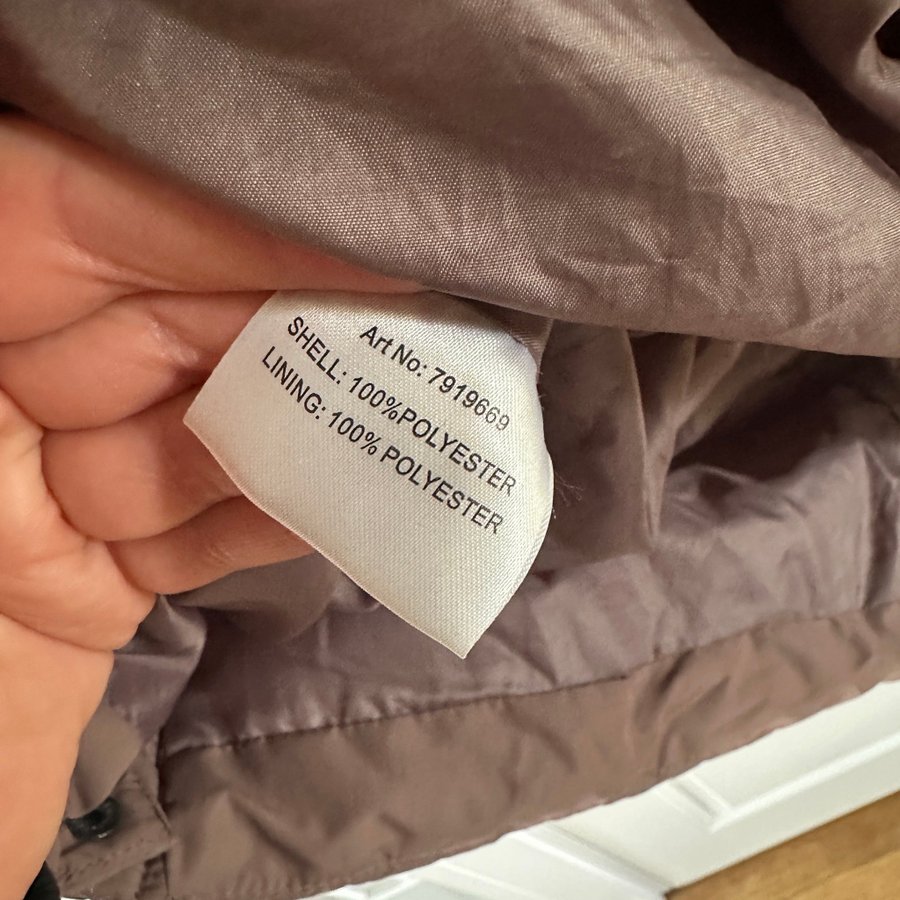 Art No: 7919669
SHELL: 100%POLYESTER
LINING: 100% POLYESTER